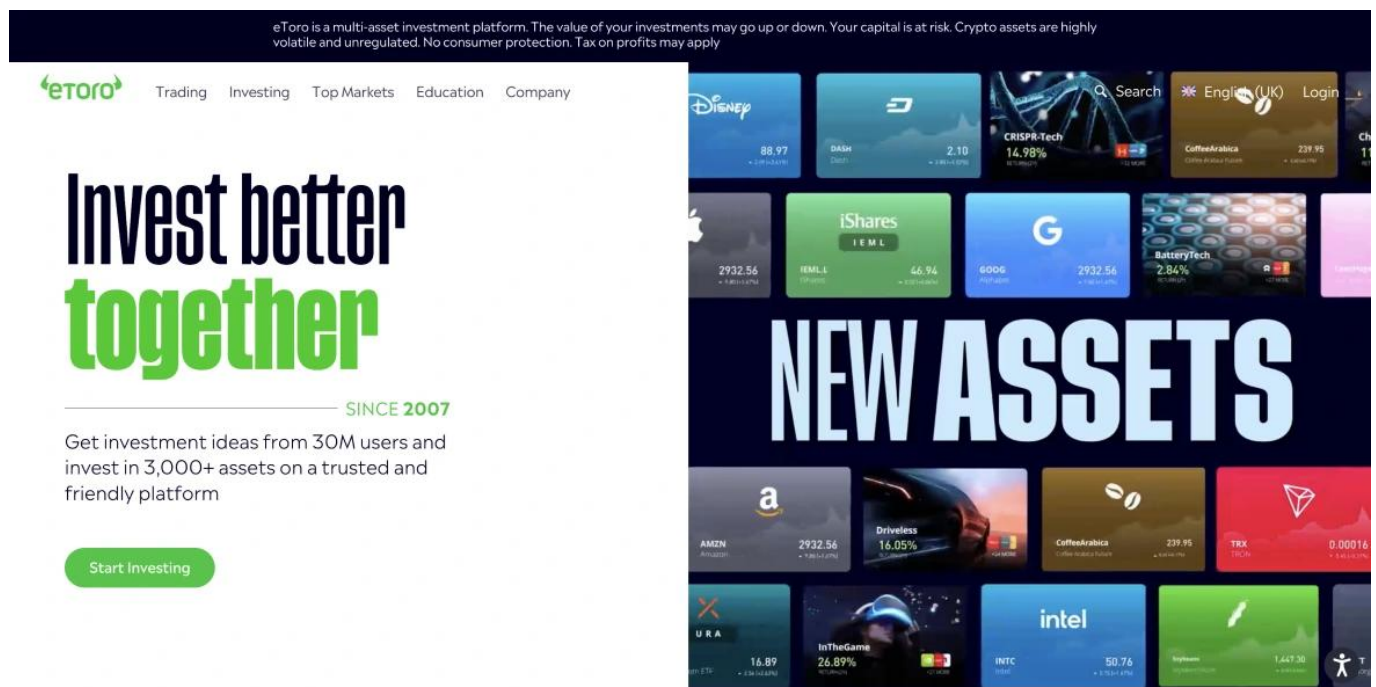 eToro is a multi-asset investment platform. The value of your investments may go up or down. Your capital is at risk. Crypto assets are highly
volatile and unregulated. No consumer protection. Tax on profits may apply
eToro
Trading Investing Top Markets Education Company
Search English (UK) Login
Invest better
together
SINCE 2007
Get investment ideas from 30M users and
invest in 3,000+ assets on a trusted and
friendly platform
Start Investing
Disney
88.97
DASH 2.10
Dash
CRISPR-Tech
14.98%
CoffeeArabica 239.95
2932.56
iShares
IEML
IEML.L 46.94
iShares
G
GOOG 2932.56
Alphabet
BatteryTech
2.84%
NEW ASSETS
a
AMZN 2932.56
Amazon
Driveless
16.05%
CoffeeArabica 239.95
TRX 0.00016
TRON
URA
16.89
InTheGame
26.89%
intel
INTC 50.76
Intel
1,447.30